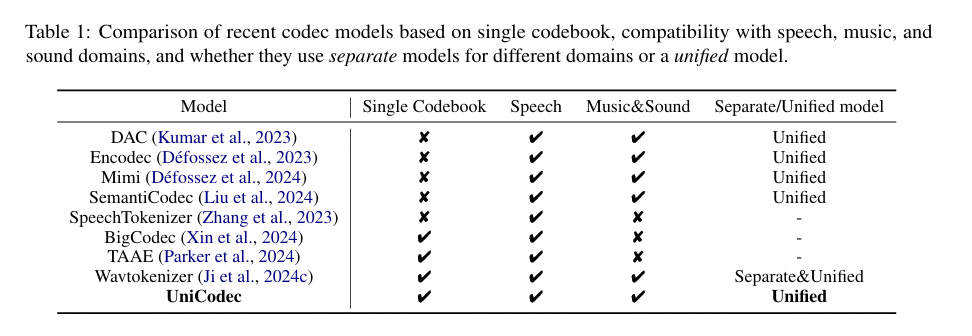 Table 1: Comparison of recent codec models based on single codebook, compatibility with speech, music, and
sound domains, and whether they use separate models for different domains or a unified model.
Model Single Codebook Speech Music&Sound Separate/Unified model
DAC (Kumar et al., 2023) ✘ ✔ ✔ Unified
Encodec (Défossez et al., 2023) ✘ ✔ ✔ Unified
Mimi (Défossez et al., 2024) ✘ ✔ ✔ Unified
SemantiCodec (Liu et al., 2024) ✘ ✔ ✔ Unified
SpeechTokenizer (Zhang et al., 2023) ✘ ✔ ✘ -
BigCodec (Xin et al., 2024) ✔ ✔ ✘ -
TAAE (Parker et al., 2024) ✔ ✔ ✘ -
Wavtokenizer (Ji et al., 2024c) ✔ ✔ ✔ Separate&Unified
UniCodec ✔ ✔ ✔ Unified